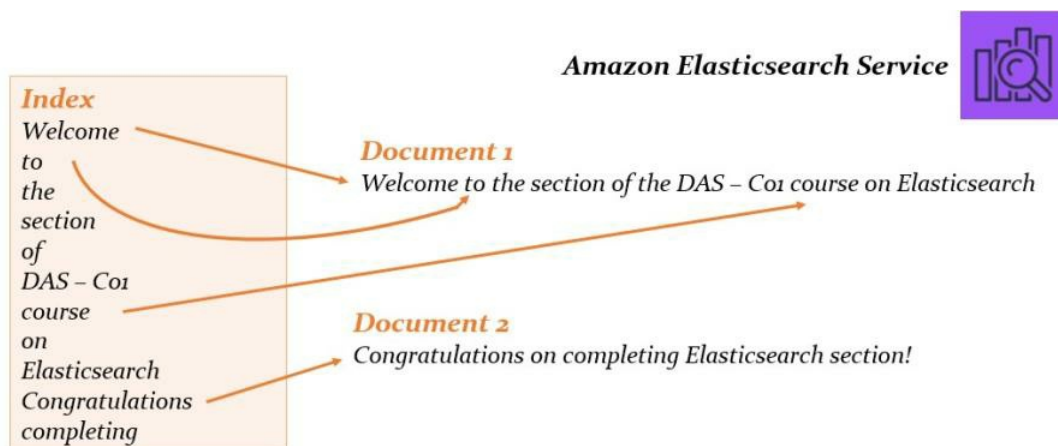 Amazon Elasticsearch Service
Index
Welcome
to
the
section
of
DAS – C01
course
on
Elasticsearch
Congratulations
completing
Document 1
Welcome to the section of the DAS – C01 course on Elasticsearch
Document 2
Congratulations on completing Elasticsearch section!